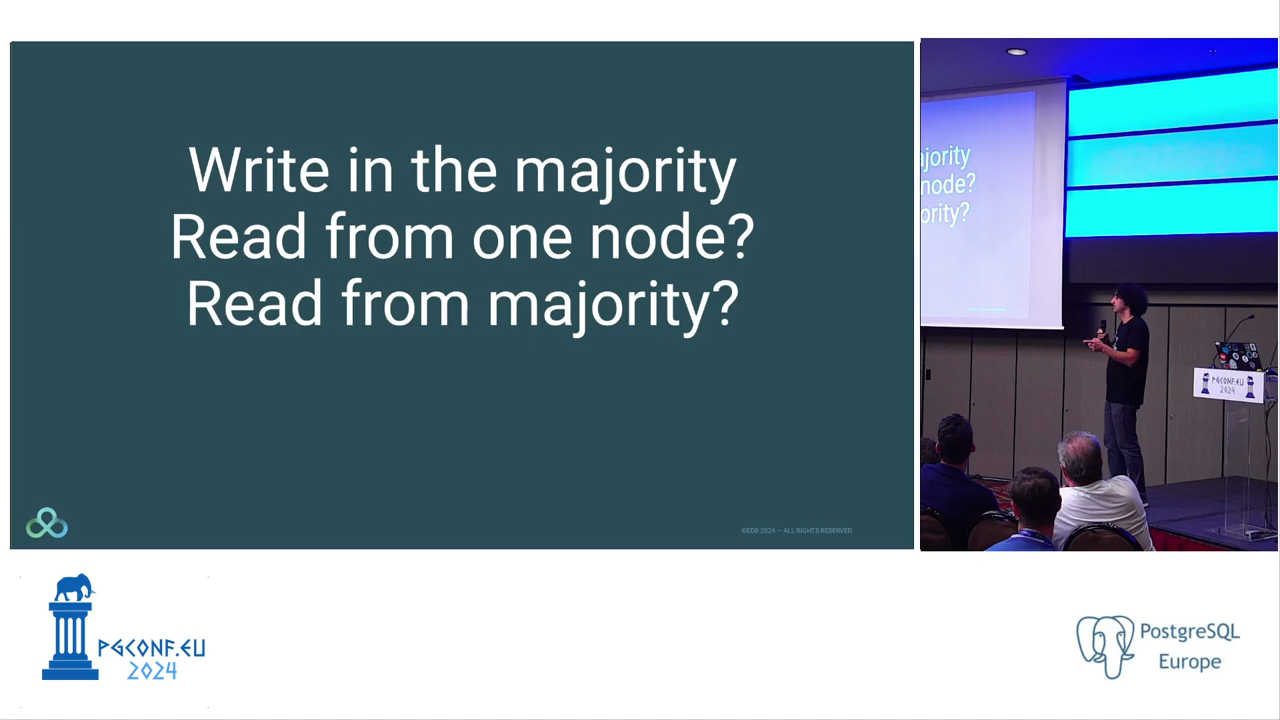 Write in the majority
Read from one node?
Read from majority?
©EDB 2024 — ALL RIGHTS RESERVED.
ajority
node?
ority?
PGCONF.EU
2024
PGCONF.EU
2024
PostgreSQL
Europe